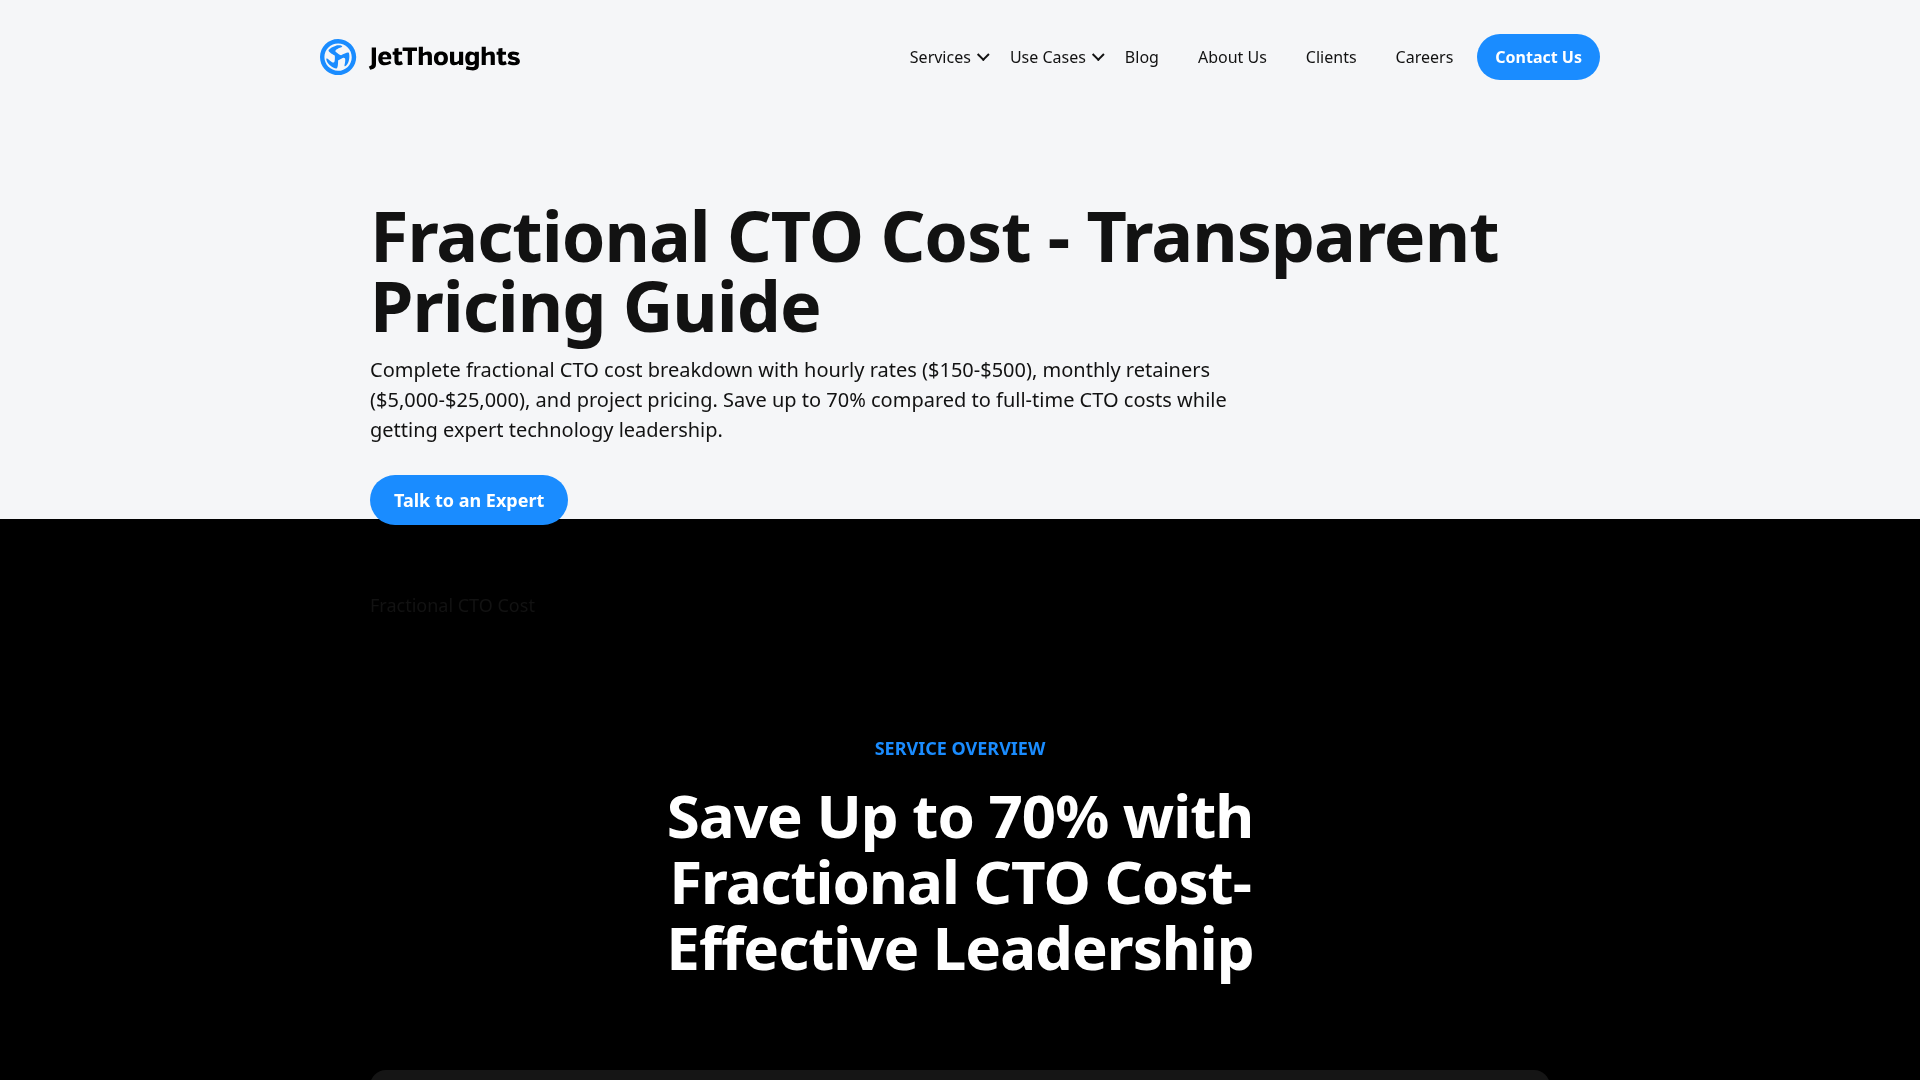 JetThoughts
Services
Use Cases
Blog
About Us
Clients
Careers
Contact Us
Fractional CTO Cost - Transparent
Pricing Guide
Complete fractional CTO cost breakdown with hourly rates ($150-$500), monthly retainers
($5,000-$25,000), and project pricing. Save up to 70% compared to full-time CTO costs while
getting expert technology leadership.
Talk to an Expert
Fractional CTO Cost
SERVICE OVERVIEW
Save Up to 70% with
Fractional CTO Cost-
Effective Leadership